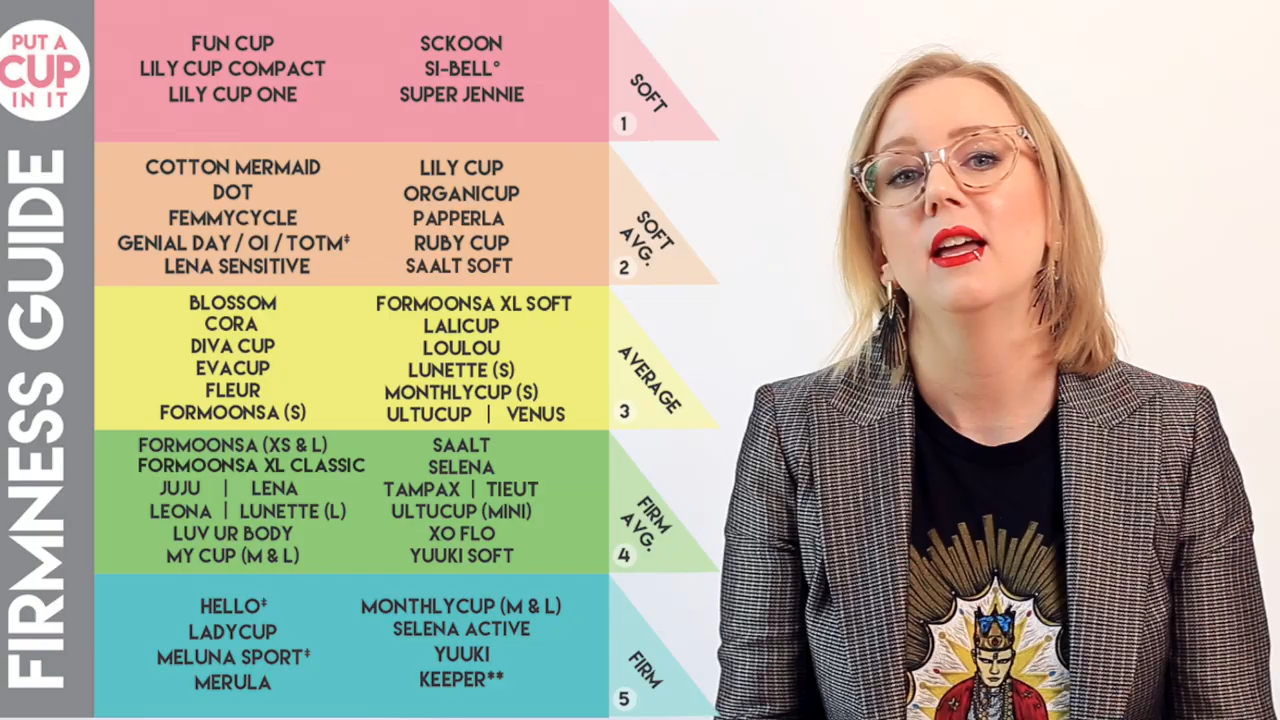 PUT A
CUP
IN IT
FIRMNESS GUIDE
FUN CUP
LILY CUP COMPACT
LILY CUP ONE
SCKOON
SI-BELL°
SUPER JENNIE
SOFT
1
COTTON MERMAID
DOT
FEMMYCYCLE
GENIAL DAY / OI / TOTM‡
LENA SENSITIVE
LILY CUP
ORGANICUP
PAPPERLA
RUBY CUP
SAALT SOFT
SOFT
AVG.
2
BLOSSOM
CORA
DIVA CUP
EVACUP
FLEUR
FORMOONSA (S)
FORMOONSA XL SOFT
LALICUP
LOULOU
LUNETTE (S)
MONTHLYCUP (S)
ULTUCUP | VENUS
AVERAGE
3
FORMOONSA (XS & L)
FORMOONSA XL CLASSIC
JUJU | LENA
LEONA | LUNETTE (L)
LUV UR BODY
MY CUP (M & L)
SAALT
SELENA
TAMPAX | TIEUT
ULTUCUP (MINI)
XO FLO
YUUKI SOFT
FIRM
AVG.
4
HELLO‡
LADYCUP
MELUNA SPORT‡
MERULA
MONTHLYCUP (M & L)
SELENA ACTIVE
YUUKI
KEEPER**
FIRM
5